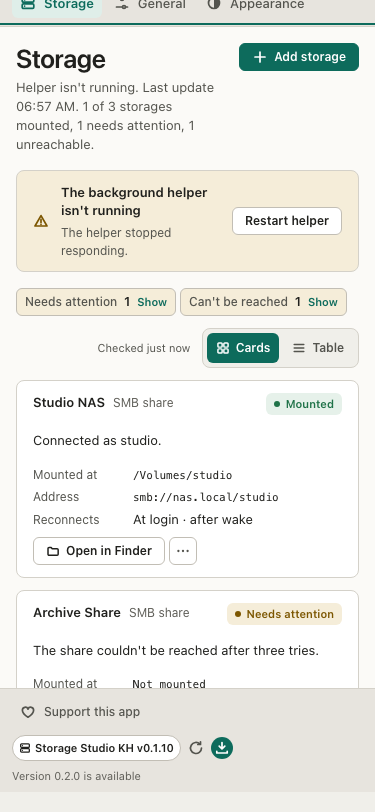 Storage General Appearance
Storage
Add storage
Helper isn't running. Last update
06:57 AM. 1 of 3 storages
mounted, 1 needs attention, 1
unreachable.
The background helper
isn't running
The helper stopped
responding.
Restart helper
Needs attention 1 Show Can't be reached 1 Show
Checked just now Cards Table
Studio NAS SMB share Mounted
Connected as studio.
Mounted at /Volumes/studio
Address smb://nas.local/studio
Reconnects At login · after wake
Open in Finder ···
Archive Share SMB share Needs attention
The share couldn't be reached after three tries.
Mounted at Not mounted
Support this app
Storage Studio KH v0.1.10
Version 0.2.0 is available